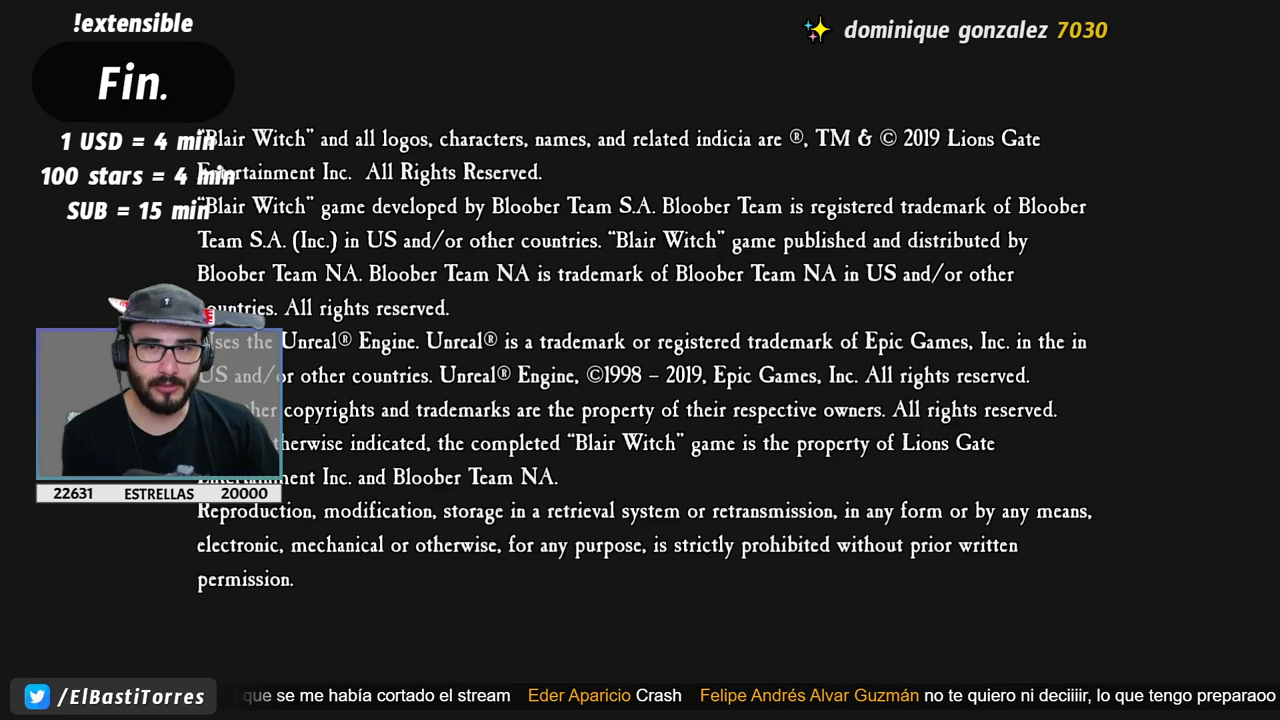 !extensible
Fin.
1 USD = 4 min
100 stars = 4 min
SUB = 15 min
dominique gonzalez 7030
"Blair Witch" and all logos, characters, names, and related indicia are ®, TM & © 2019 Lions Gate
Entertainment Inc. All Rights Reserved.
"Blair Witch" game developed by Bloober Team S.A. Bloober Team is registered trademark of Bloober
Team S.A. (Inc.) in US and/or other countries. "Blair Witch" game published and distributed by
Bloober Team NA. Bloober Team NA is trademark of Bloober Team NA in US and/or other
countries. All rights reserved.
Uses the Unreal® Engine. Unreal® is a trademark or registered trademark of Epic Games, Inc. in the in
US and/or other countries. Unreal® Engine, ©1998 – 2019, Epic Games, Inc. All rights reserved.
copyrights and trademarks are the property of their respective owners. All rights reserved.
otherwise indicated, the completed "Blair Witch" game is the property of Lions Gate
Entertainment Inc. and Bloober Team NA.
Reproduction, modification, storage in a retrieval system or retransmission, in any form or by any means,
electronic, mechanical or otherwise, for any purpose, is strictly prohibited without prior written
permission.
22631 ESTRELLAS 20000
/ElBastiTorres
que se me había cortado el stream Eder Aparicio Crash Felipe Andrés Alvar Guzmán no te quiero ni deciiiir, lo que tengo preparaoo